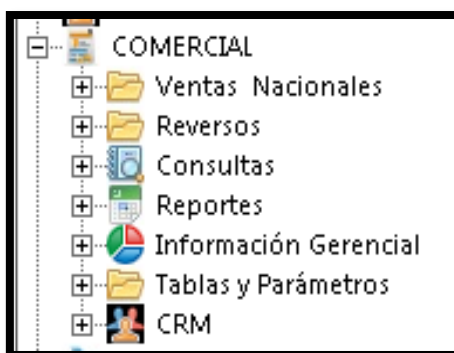 COMERCIAL
Ventas Nacionales
Reversos
Consultas
Reportes
Información Gerencial
Tablas y Parámetros
CRM